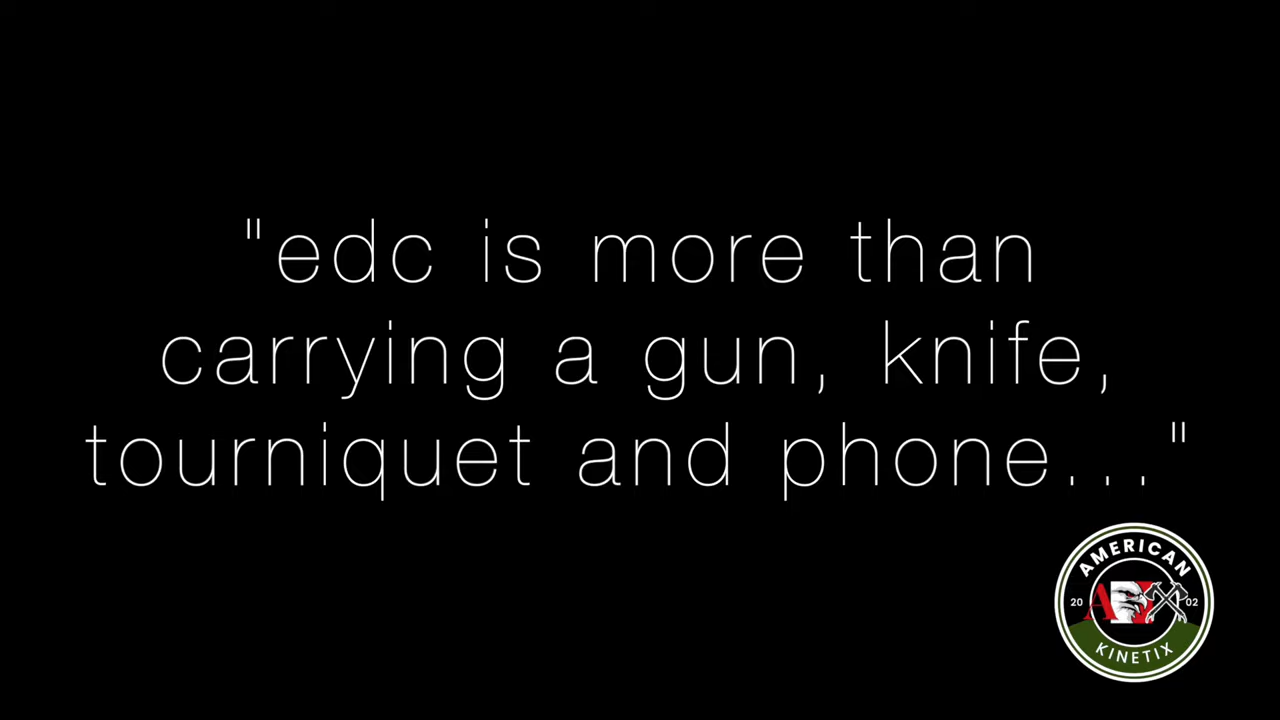 "edc is more than
carrying a gun, knife,
tourniquet and phone..."
AMERICAN
20 02
KINETIX